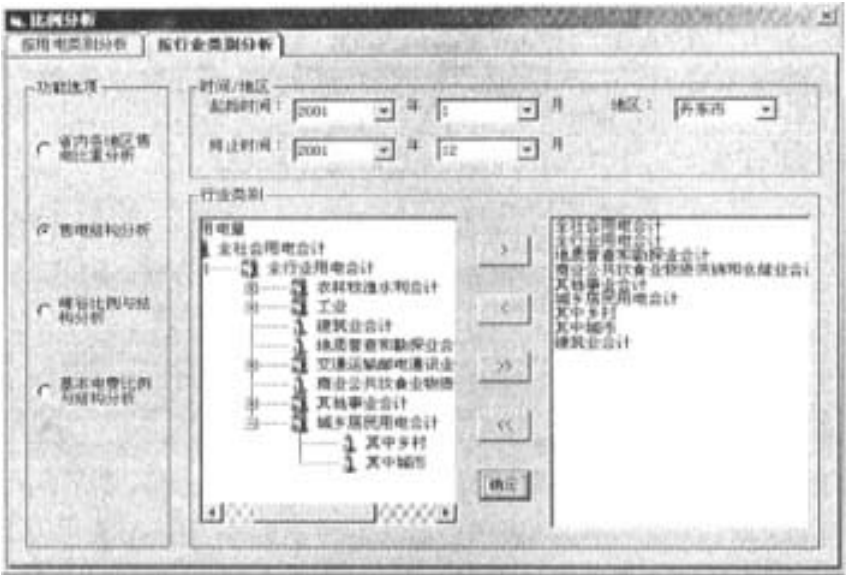 比例分析
按用电类别分析 按行业类别分析
功能选项
省内各地区售
电比重分析
售电结构分析
峰谷比例与结
构分析
基本电费比例
与结构分析
时间/地区
起始时间： 2001 年 1 月 地区： 丹东市
终止时间： 2001 年 12 月
行业类别
用电量
全社会用电合计
全行业用电合计
农林牧渔水利合计
工业
建筑业合计
地质普查和勘探业合
交通运输邮电通讯业
商业公共饮食业物资
其他事业合计
城乡居民用电合计
其中乡村
其中城市
>
<
>>
<<
确定
全社会用电合计
全行业用电合计
地质普查和勘探业合计
商业公共饮食业物资供销和仓储业合计
其他事业合计
城乡居民用电合计
其中乡村
其中城市
建筑业合计